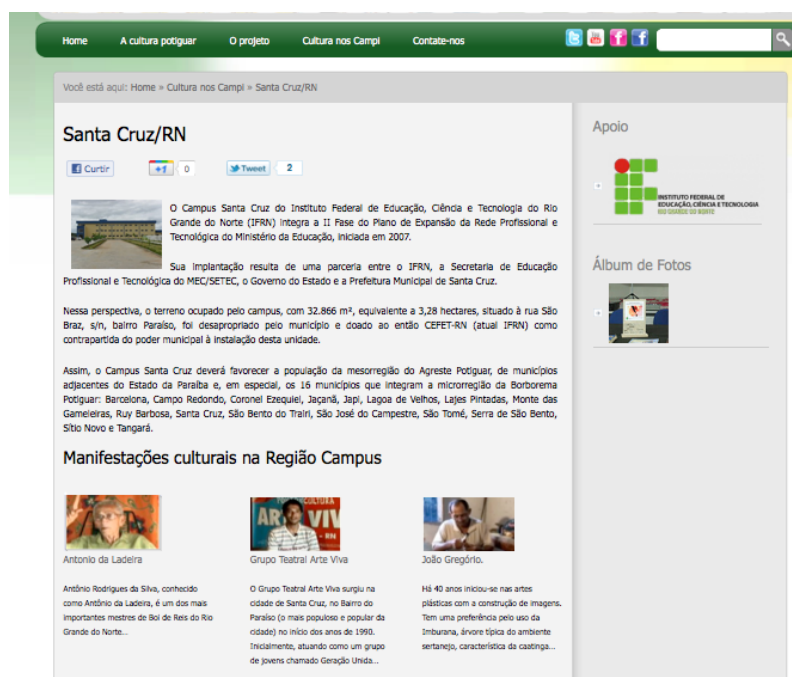 Home A cultura potiguar O projeto Cultura nos Campi Contate-nos
Você está aqui: Home » Cultura nos Campi » Santa Cruz/RN
Santa Cruz/RN
Curtir +1 0 Tweet 2
O Campus Santa Cruz do Instituto Federal de Educação, Ciência e Tecnologia do Rio
Grande do Norte (IFRN) integra a II Fase do Plano de Expansão da Rede Profissional e
Tecnológica do Ministério da Educação, iniciada em 2007.
Sua implantação resulta de uma parceria entre o IFRN, a Secretaria de Educação
Profissional e Tecnológica do MEC/SETEC, o Governo do Estado e a Prefeitura Municipal de Santa Cruz.
Nessa perspectiva, o terreno ocupado pelo campus, com 32.866 m², equivalente a 3,28 hectares, situado à rua São
Braz, s/n, bairro Paraíso, foi desapropriado pelo município e doado ao então CEFET-RN (atual IFRN) como
contrapartida do poder municipal à instalação desta unidade.
Assim, o Campus Santa Cruz deverá favorecer a população da mesorregião do Agreste Potiguar, de municípios
adjacentes do Estado da Paraíba e, em especial, os 16 municípios que integram a microrregião da Borborema
Potiguar: Barcelona, Campo Redondo, Coronel Ezequiel, Jaçanã, Japi, Lagoa de Velhos, Lajes Pintadas, Monte das
Gameleiras, Ruy Barbosa, Santa Cruz, São Bento do Trairi, São José do Campestre, São Tomé, Serra de São Bento,
Sítio Novo e Tangará.
Manifestações culturais na Região Campus
ARTE VIV
Antonio da Ladeira
Antônio Rodrigues da Silva, conhecido
como Antônio da Ladeira, é um dos mais
importantes mestres de Boi de Reis do Rio
Grande do Norte...
Grupo Teatral Arte Viva
O Grupo Teatral Arte Viva surgiu na
cidade de Santa Cruz, no Bairro do
Paraíso (o mais populoso e popular da
cidade) no início dos anos de 1990.
Inicialmente, atuando como um grupo
de jovens chamado Geração Unida...
João Gregório.
Há 40 anos iniciou-se nas artes
plásticas com a construção de imagens.
Tem uma preferência pelo uso da
Imburana, árvore típica do ambiente
sertanejo, característica da caatinga...
Apoio
INSTITUTO FEDERAL DE
EDUCAÇÃO, CIÊNCIA E TECNOLOGIA
RIO GRANDE DO NORTE
Álbum de Fotos